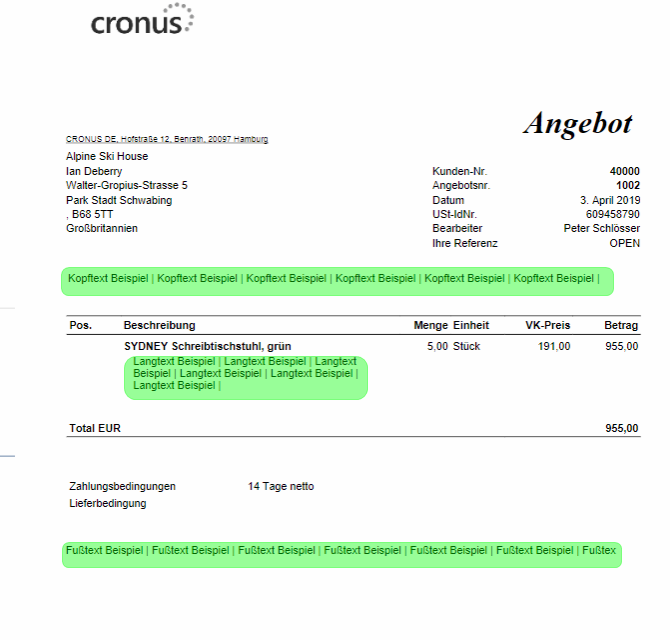 cronus
Angebot
CRONUS DE, Hofstraße 12, Benrath, 20097 Hamburg
Alpine Ski House
Ian Deberry
Walter-Gropius-Strasse 5
Park Stadt Schwabing
, B68 5TT
Großbritannien
Kunden-Nr. 40000
Angebotsnr. 1002
Datum 3. April 2019
USt-IdNr. 609458790
Bearbeiter Peter Schlösser
Ihre Referenz OPEN
Kopftext Beispiel | Kopftext Beispiel | Kopftext Beispiel | Kopftext Beispiel | Kopftext Beispiel | Kopftext Beispiel |
Pos. Beschreibung Menge Einheit VK-Preis Betrag
SYDNEY Schreibtischstuhl, grün 5,00 Stück 191,00 955,00
Langtext Beispiel | Langtext Beispiel | Langtext
Beispiel | Langtext Beispiel | Langtext Beispiel |
Langtext Beispiel |
Total EUR 955,00
Zahlungsbedingungen 14 Tage netto
Lieferbedingung
Fußtext Beispiel | Fußtext Beispiel | Fußtext Beispiel | Fußtext Beispiel | Fußtext Beispiel | Fußtext Beispiel | Fußtex